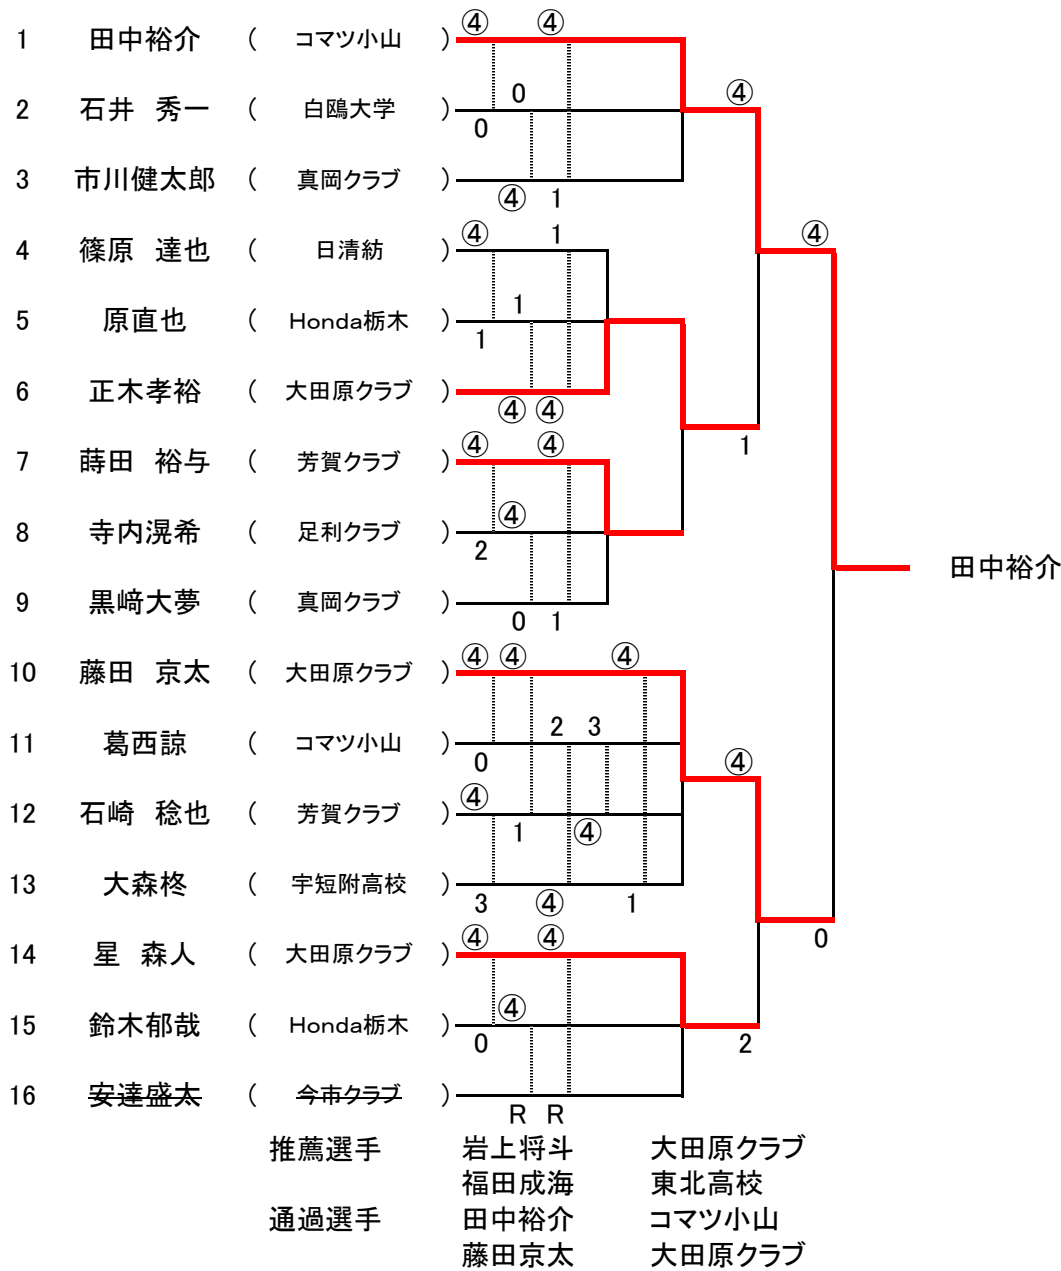 ④ ④
1 田中裕介 ( コマツ小山 )
④
0
2 石井 秀一 ( 白鴎大学 )
0
3 市川健太郎 ( 真岡クラブ )
④ 1
④ 1 ④
4 篠原 達也 ( 日清紡 )
1
5 原直也 ( Honda栃木 )
1
6 正木孝裕 ( 大田原クラブ )
④ ④
④ ④ 1
7 蒔田 裕与 ( 芳賀クラブ )
④
8 寺内滉希 ( 足利クラブ )
2
田中裕介
9 黒﨑大夢 ( 真岡クラブ )
0 1
④ ④ ④
10 藤田 京太 ( 大田原クラブ )
2 3
11 葛西諒 ( コマツ小山 )
0 ④
④
12 石崎 稔也 ( 芳賀クラブ )
1 ④
13 大森柊 ( 宇短附高校 )
3 ④ 1
④ ④ 0
14 星 森人 ( 大田原クラブ )
④
15 鈴木郁哉 ( Honda栃木 )
0 2
16 安達盛太 ( 今市クラブ )
R R
推薦選手 岩上将斗 大田原クラブ
福田成海 東北高校
通過選手 田中裕介 コマツ小山
藤田京太 大田原クラブ